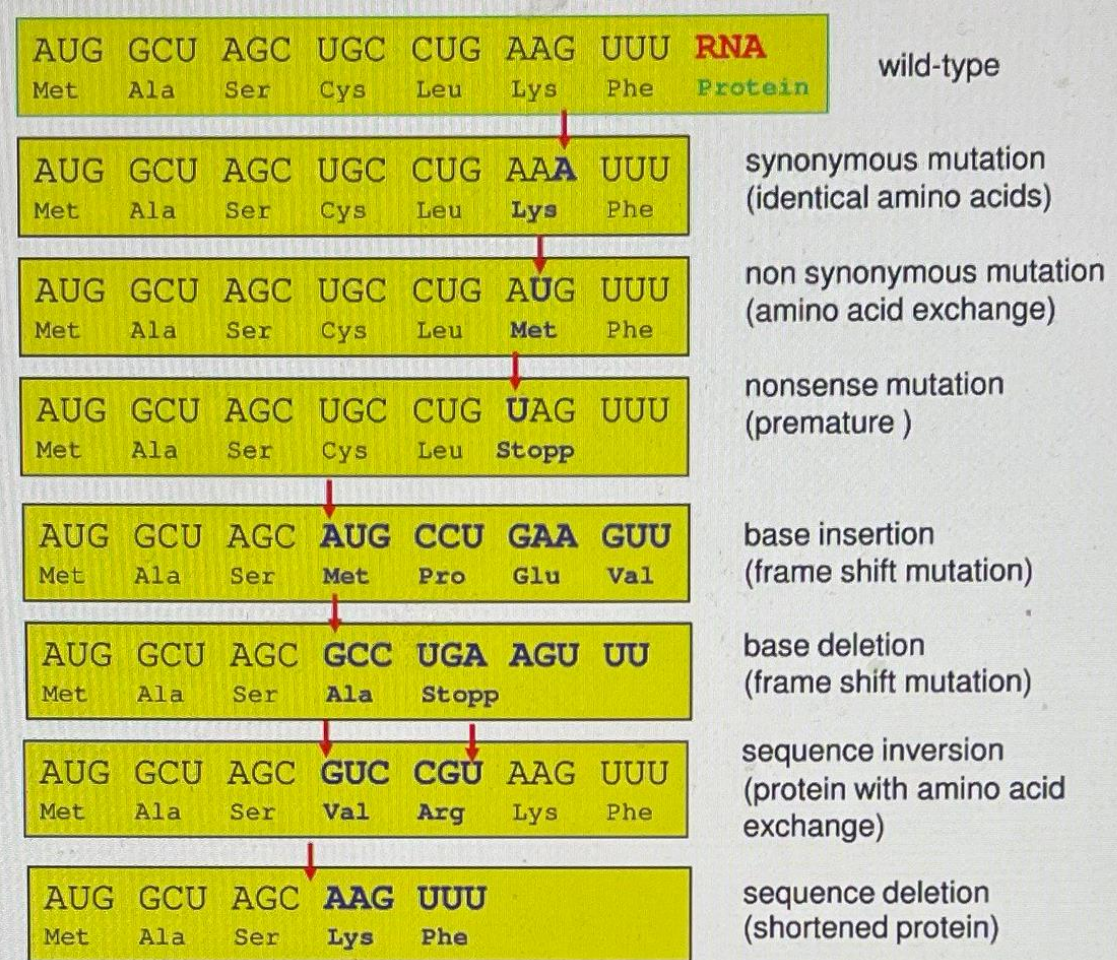 AUG GCU AGC UGC CUG AAG UUU RNA
Met Ala Ser Cys Leu Lys Phe Protein
wild-type
AUG GCU AGC UGC CUG AAA UUU
Met Ala Ser Cys Leu Lys Phe
synonymous mutation
(identical amino acids)
AUG GCU AGC UGC CUG AUG UUU
Met Ala Ser Cys Leu Met Phe
non synonymous mutation
(amino acid exchange)
AUG GCU AGC UGC CUG UAG UUU
Met Ala Ser Cys Leu Stopp
nonsense mutation
(premature )
AUG GCU AGC AUG CCU GAA GUU
Met Ala Ser Met Pro Glu Val
base insertion
(frame shift mutation)
AUG GCU AGC GCC UGA AGU UU
Met Ala Ser Ala Stopp
base deletion
(frame shift mutation)
AUG GCU AGC GUC CGU AAG UUU
Met Ala Ser Val Arg Lys Phe
sequence inversion
(protein with amino acid
exchange)
AUG GCU AGC AAG UUU
Met Ala Ser Lys Phe
sequence deletion
(shortened protein)